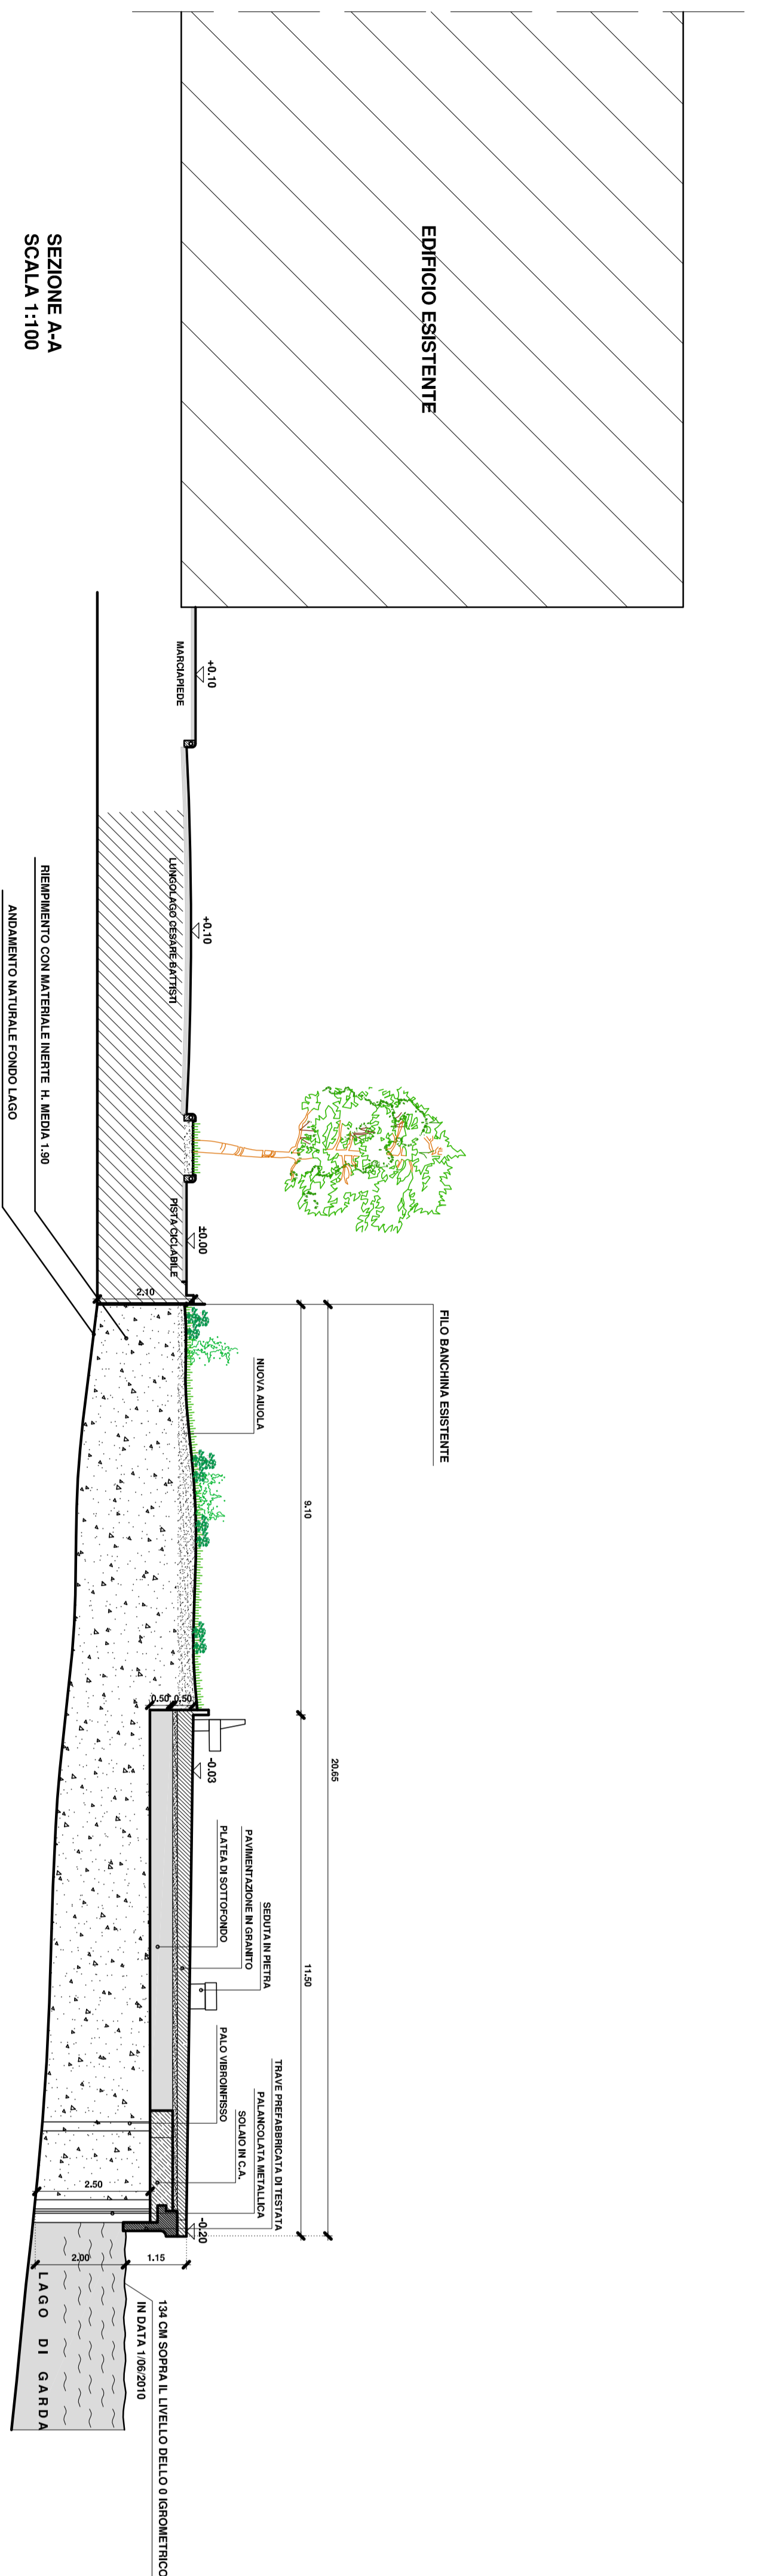 EDIFICIO ESISTENTE
SEZIONE A-A
SCALA 1:100
+0.10
MARCIAPIEDE
+0.10
LUNGOLAGO CESARE BATTISTI
±0.00
PISTA CICLABILE
2.10
RIEMPIMENTO CON MATERIALE INERTE H. MEDIA 1.90
ANDAMENTO NATURALE FONDO LAGO
FILO BANCHINA ESISTENTE
NUOVA AIUOLA
9.10
20.65
11.50
0.50
0.50
-0.03
SEDUTA IN PIETRA
PAVIMENTAZIONE IN GRANITO
PLATEA DI SOTTOFONDO
TRAVE PREFABBRICATA DI TESTATA
PALANCOLATA METALLICA
SOLAIO IN C.A.
PALO VIBROINFISSO
-0.20
2.50
2.00
1.15
134 CM SOPRA IL LIVELLO DELLO 0 IGROMETRICO
IN DATA 1/06/2010
LAGO DI GARDA